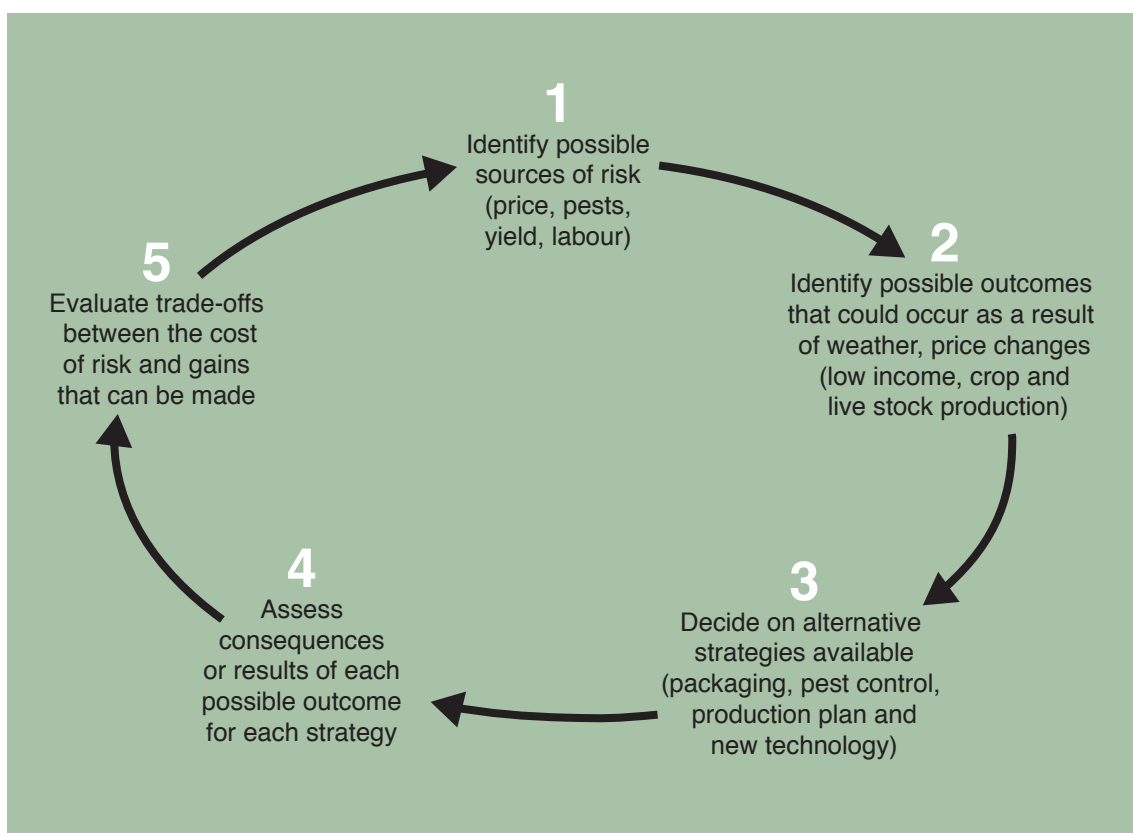 1
Identify possible
sources of risk
(price, pests,
yield, labour)
2
Identify possible outcomes
that could occur as a result
of weather, price changes
(low income, crop and
live stock production)
3
Decide on alternative
strategies available
(packaging, pest control,
production plan and
new technology)
4
Assess
consequences
or results of each
possible outcome
for each strategy
5
Evaluate trade-offs
between the cost
of risk and gains
that can be made